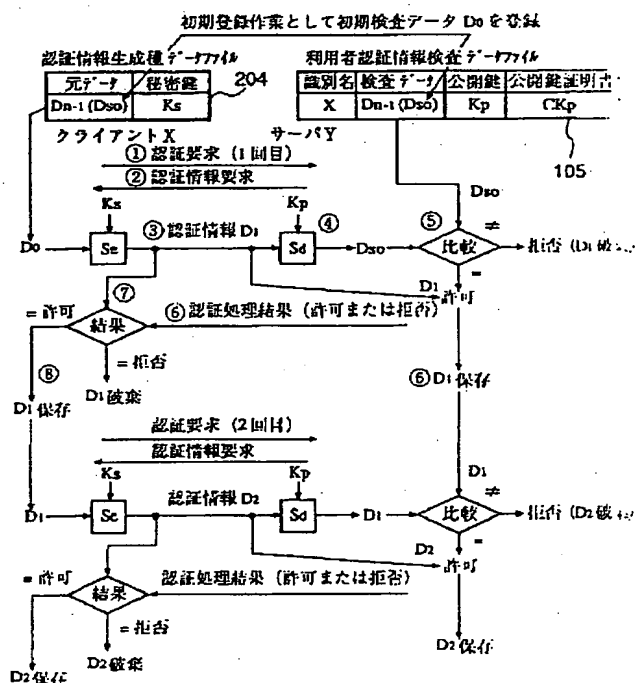 初期登録作業として初期検査データ D0 を登録
認証情報生成種データファイル
元データ 秘密鍵
Dn-1 (Dso) Ks
204
利用者認証情報検査データファイル
識別名 検査データ 公開鍵 公開鍵証明書
X Dn-1 (Dso) Kp CKp
105
クライアントX サーバY
① 認証要求 (1回目)
② 認証情報要求
Dso
Ks Kp
③ 認証情報 D1 ④ ⑤ ≠
D0 Se Sd Dso 比較 拒否 (D1 破
=
D1 許可
⑦
⑥ 認証処理結果 (許可または拒否)
= 許可 結果
= 拒否
⑧
D1 破棄
⑥ D1 保存
D1 保存
認証要求 (2回目)
認証情報要求
D1
Ks Kp
認証情報 D2 ≠
D1 Se Sd D1 比較 拒否 (D2 破
=
D2 許可
認証処理結果 (許可または拒否)
= 許可 結果
= 拒否
D2 保存
D2 保存 D2 破棄